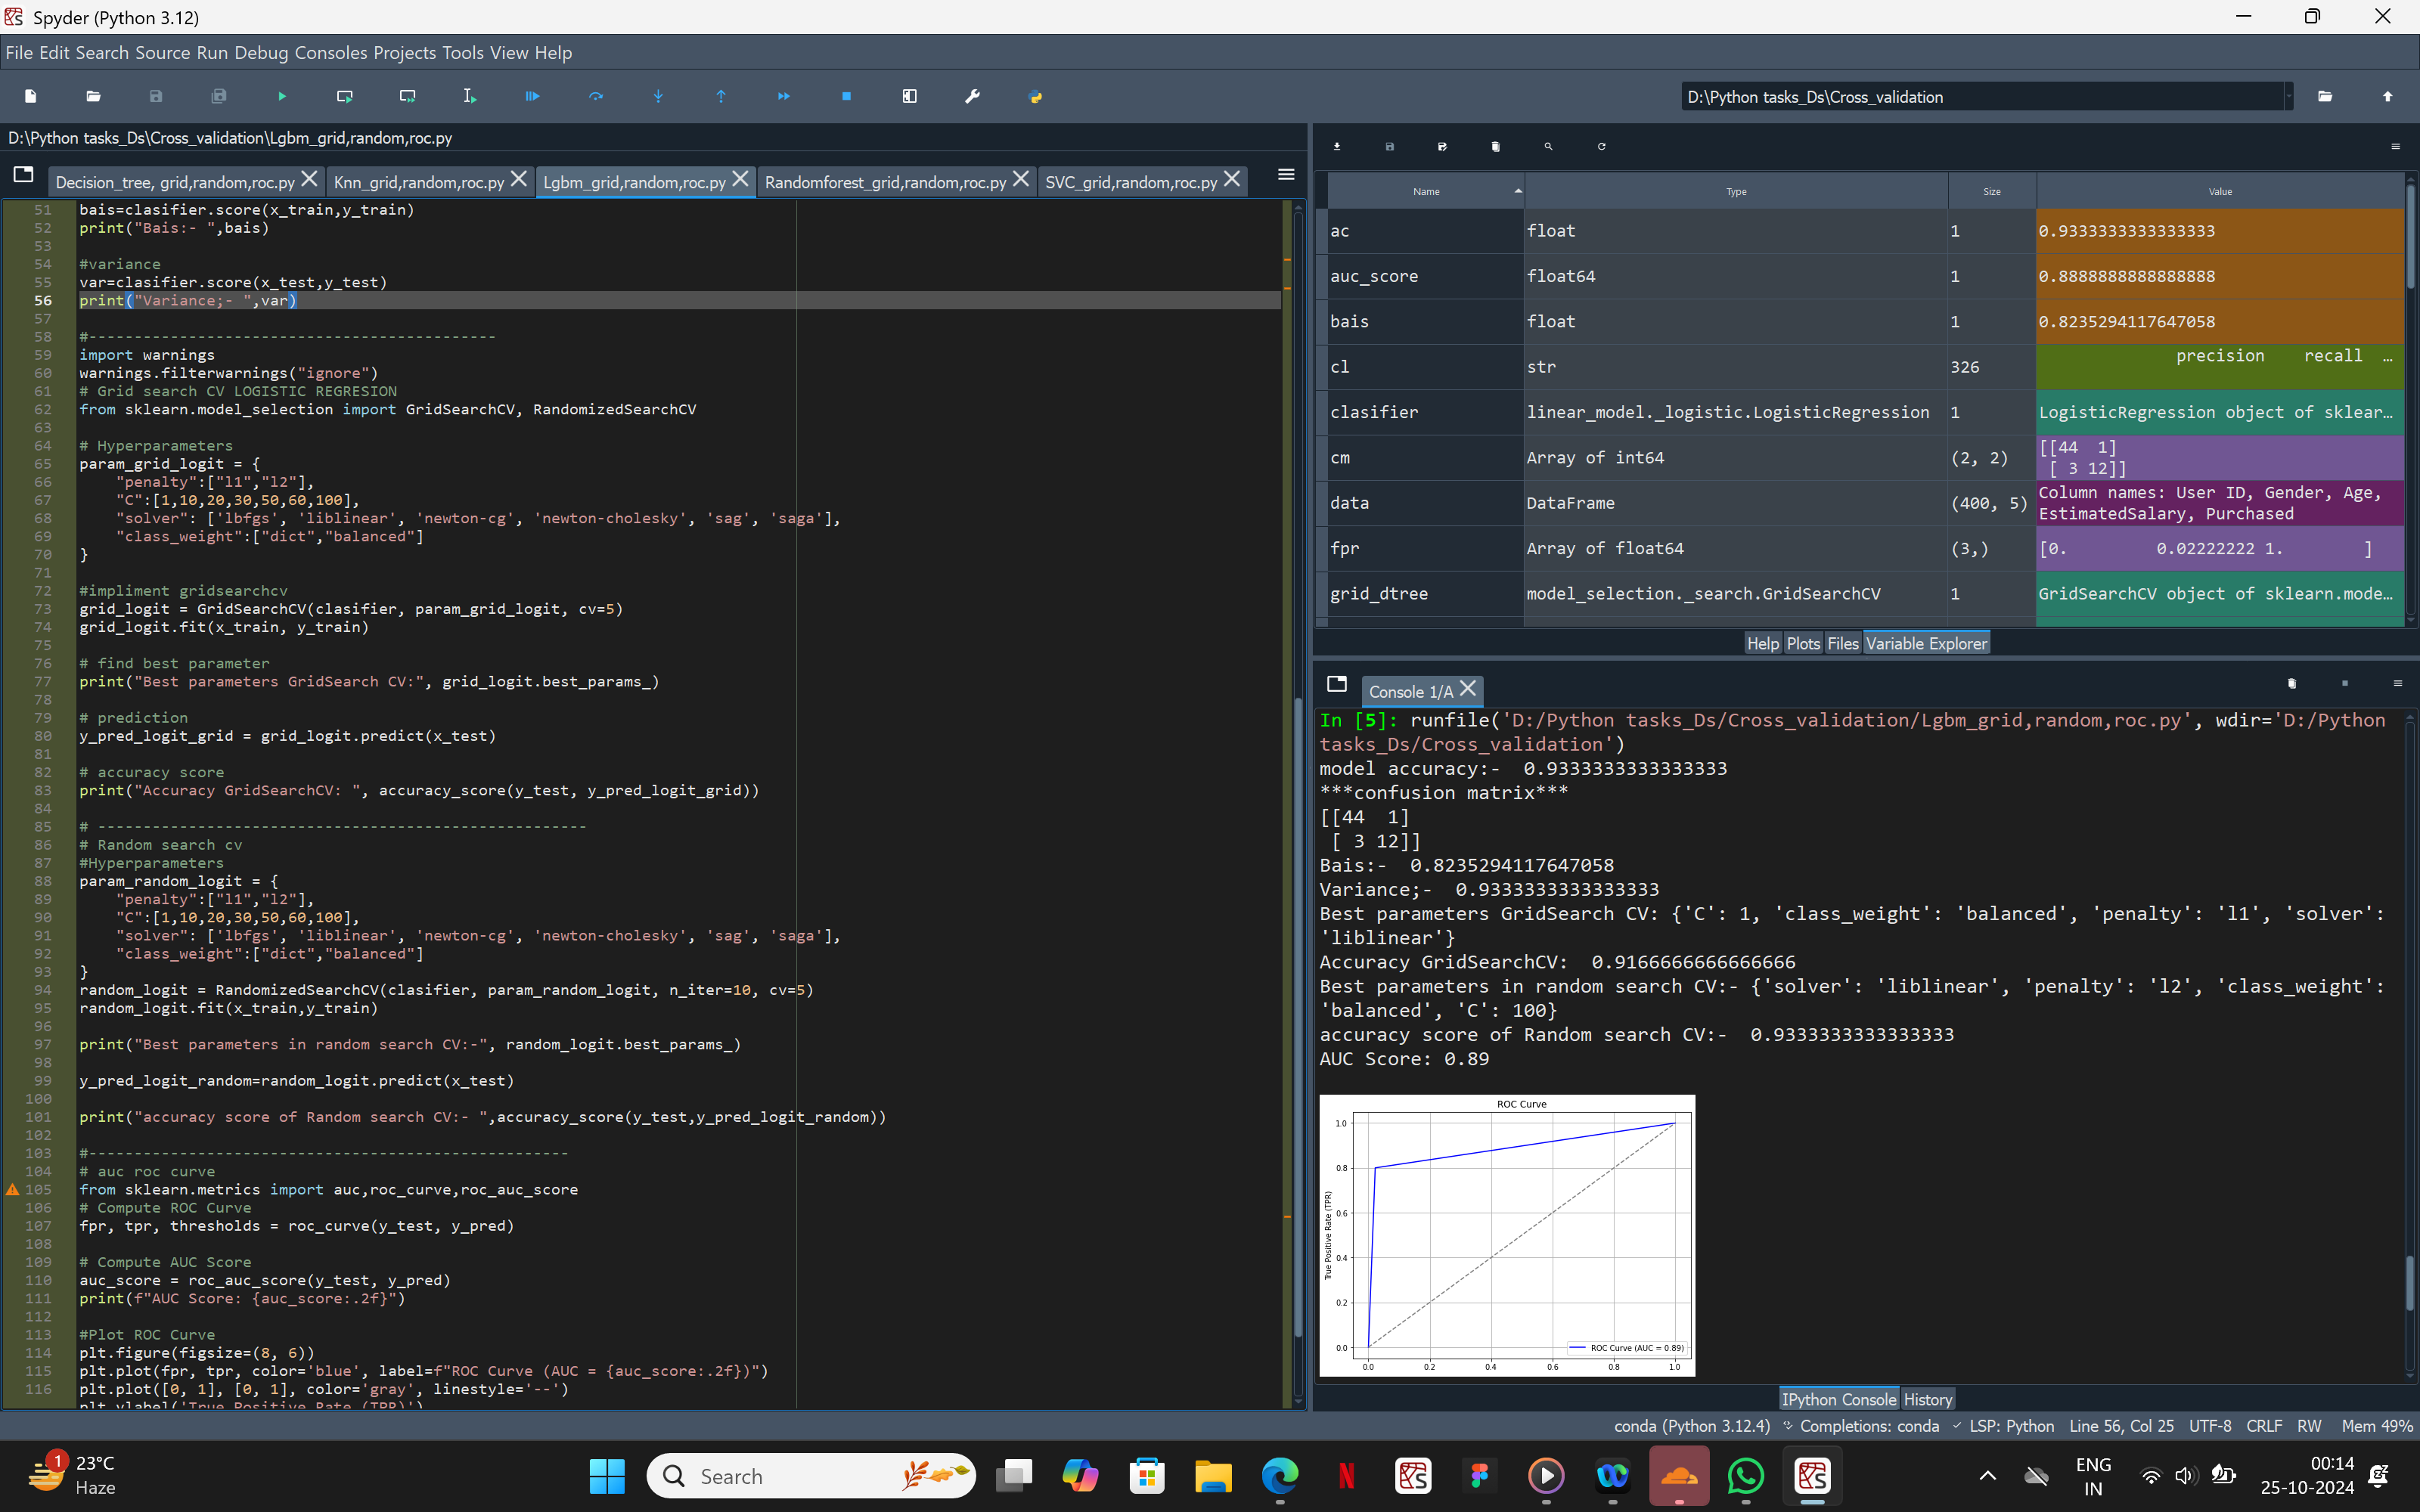 Spyder (Python 3.12)
File Edit Search Source Run Debug Consoles Projects Tools View Help
D:\Python tasks_Ds\Cross_validation
D:\Python tasks_Ds\Cross_validation\Lgbm_grid,random,roc.py
Decision_tree, grid,random,roc.py Knn_grid,random,roc.py Lgbm_grid,random,roc.py Randomforest_grid,random,roc.py SVC_grid,random,roc.py
51 bais=clasifier.score(x_train,y_train)
52 print("Bais:- ",bais)
53
54 #variance
55 var=clasifier.score(x_test,y_test)
56 print("Variance;- ",var)
57
58 #---------------------------------------------
59 import warnings
60 warnings.filterwarnings("ignore")
61 # Grid search CV LOGISTIC REGRESION
62 from sklearn.model_selection import GridSearchCV, RandomizedSearchCV
63
64 # Hyperparameters
65 param_grid_logit = {
66     "penalty":["l1","l2"],
67     "C":[1,10,20,30,50,60,100],
68     "solver": ['lbfgs', 'liblinear', 'newton-cg', 'newton-cholesky', 'sag', 'saga'],
69     "class_weight":["dict","balanced"]
70 }
71
72 #impliment gridsearchcv
73 grid_logit = GridSearchCV(clasifier, param_grid_logit, cv=5)
74 grid_logit.fit(x_train, y_train)
75
76 # find best parameter
77 print("Best parameters GridSearch CV:", grid_logit.best_params_)
78
79 # prediction
80 y_pred_logit_grid = grid_logit.predict(x_test)
81
82 # accuracy score
83 print("Accuracy GridSearchCV: ", accuracy_score(y_test, y_pred_logit_grid))
84
85 # ------------------------------------------------------
86 # Random search cv
87 #Hyperparameters
88 param_random_logit = {
89     "penalty":["l1","l2"],
90     "C":[1,10,20,30,50,60,100],
91     "solver": ['lbfgs', 'liblinear', 'newton-cg', 'newton-cholesky', 'sag', 'saga'],
92     "class_weight":["dict","balanced"]
93 }
94 random_logit = RandomizedSearchCV(clasifier, param_random_logit, n_iter=10, cv=5)
95 random_logit.fit(x_train,y_train)
96
97 print("Best parameters in random search CV:-", random_logit.best_params_)
98
99 y_pred_logit_random=random_logit.predict(x_test)
100
101 print("accuracy score of Random search CV:- ",accuracy_score(y_test,y_pred_logit_random))
102
103 #-----------------------------------------------------
104 # auc roc curve
105 from sklearn.metrics import auc,roc_curve,roc_auc_score
106 # Compute ROC Curve
107 fpr, tpr, thresholds = roc_curve(y_test, y_pred)
108
109 # Compute AUC Score
110 auc_score = roc_auc_score(y_test, y_pred)
111 print(f"AUC Score: {auc_score:.2f}")
112
113 #Plot ROC Curve
114 plt.figure(figsize=(8, 6))
115 plt.plot(fpr, tpr, color='blue', label=f"ROC Curve (AUC = {auc_score:.2f})")
116 plt.plot([0, 1], [0, 1], color='gray', linestyle='--')
plt.ylabel('True Positive Rate (TPR)')
Name Type Size Value
ac float 1 0.9333333333333333
auc_score float64 1 0.8888888888888888
bais float 1 0.8235294117647058
cl str 326 precision recall …
clasifier linear_model._logistic.LogisticRegression 1 LogisticRegression object of sklear…
cm Array of int64 (2, 2) [[44 1]
[ 3 12]]
data DataFrame (400, 5) Column names: User ID, Gender, Age,
EstimatedSalary, Purchased
fpr Array of float64 (3,) [0. 0.02222222 1. ]
grid_dtree model_selection._search.GridSearchCV 1 GridSearchCV object of sklearn.mode…
Help Plots Files Variable Explorer
Console 1/A
In [5]: runfile('D:/Python tasks_Ds/Cross_validation/Lgbm_grid,random,roc.py', wdir='D:/Python
tasks_Ds/Cross_validation')
model accuracy:-  0.9333333333333333
***confusion matrix***
[[44  1]
[ 3 12]]
Bais:-  0.8235294117647058
Variance;-  0.9333333333333333
Best parameters GridSearch CV: {'C': 1, 'class_weight': 'balanced', 'penalty': 'l1', 'solver':
'liblinear'}
Accuracy GridSearchCV:  0.9166666666666666
Best parameters in random search CV:- {'solver': 'liblinear', 'penalty': 'l2', 'class_weight':
'balanced', 'C': 100}
accuracy score of Random search CV:-  0.9333333333333333
AUC Score: 0.89
ROC Curve
True Positive Rate (TPR)
1.0
0.8
0.6
0.4
0.2
0.0
0.0 0.2 0.4 0.6 0.8 1.0
ROC Curve (AUC = 0.89)
IPython Console History
conda (Python 3.12.4) Completions: conda LSP: Python Line 56, Col 25 UTF-8 CRLF RW Mem 49%
1
23°C
Haze
Search
ENG
IN
00:14
25-10-2024